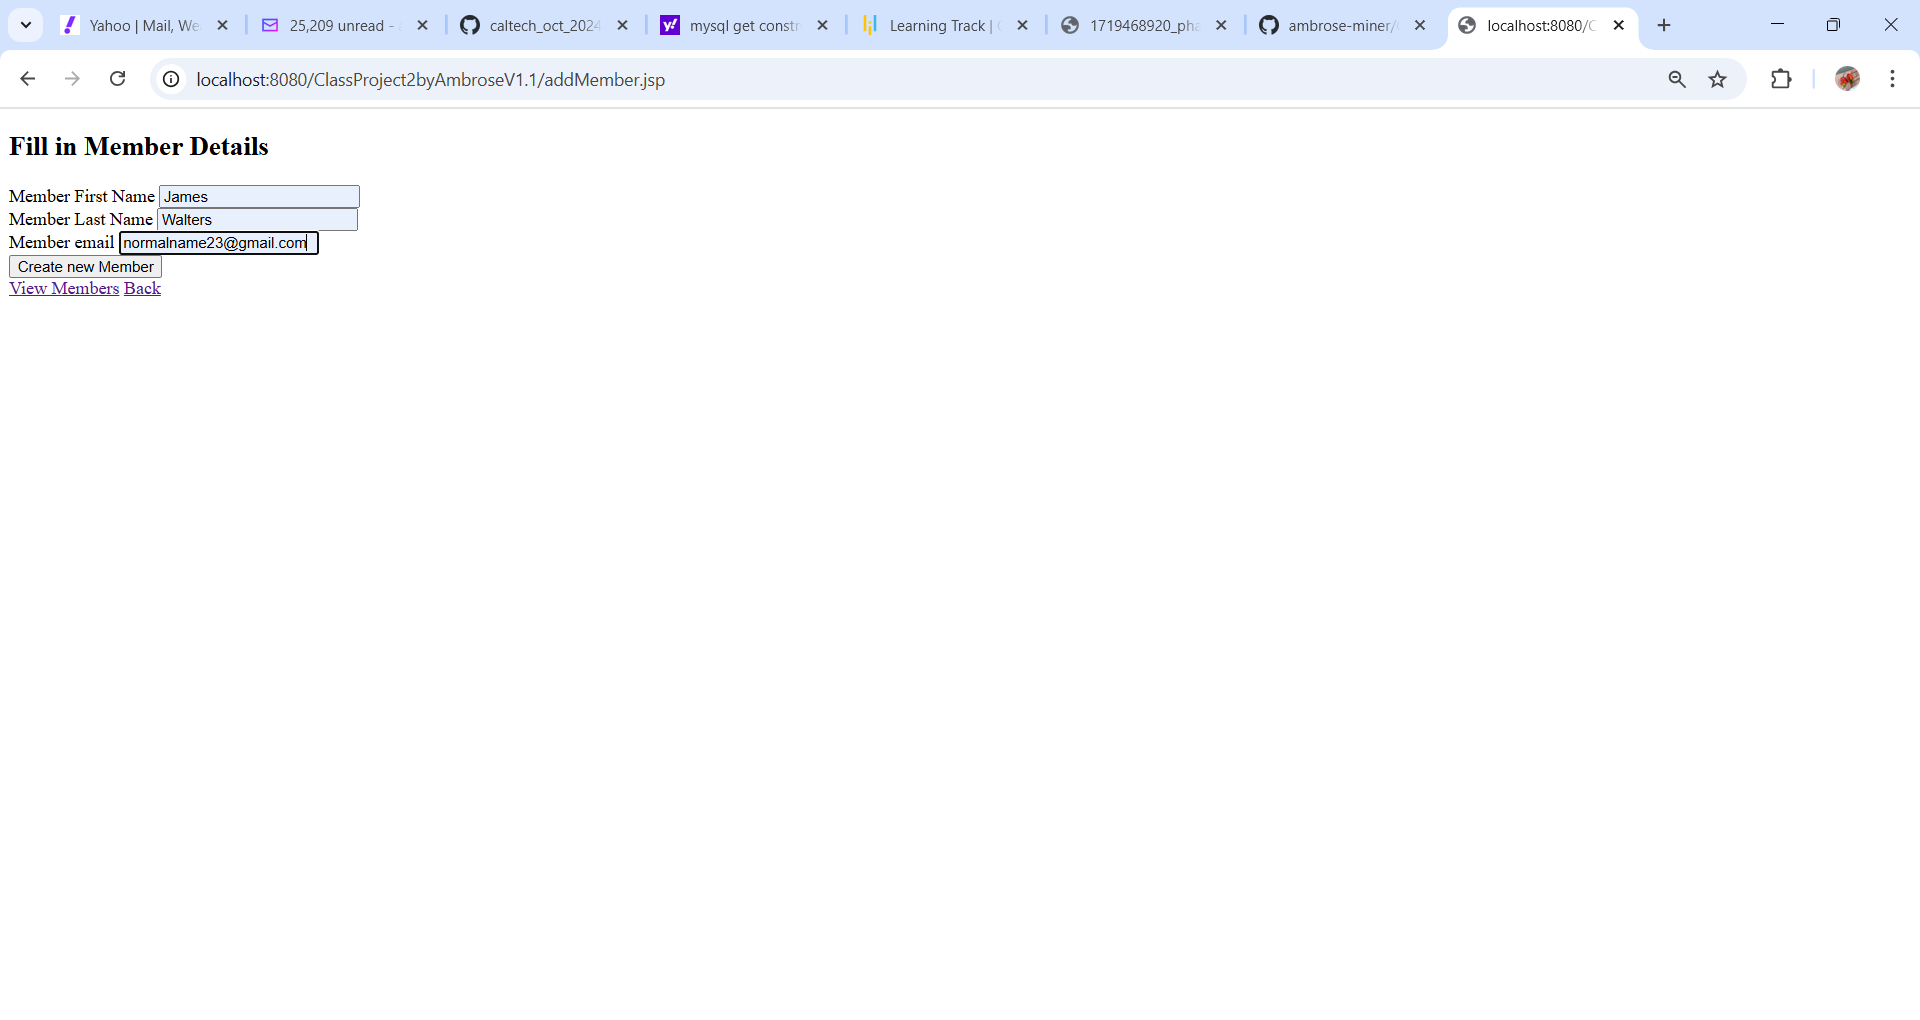 Yahoo | Mail, We
25,209 unread -
caltech_oct_2024
mysql get constr
Learning Track |
1719468920_pha
ambrose-miner/
localhost:8080/C
localhost:8080/ClassProject2byAmbroseV1.1/addMember.jsp
Fill in Member Details
Member First Name James
Member Last Name Walters
Member email normalname23@gmail.com
Create new Member
View Members Back